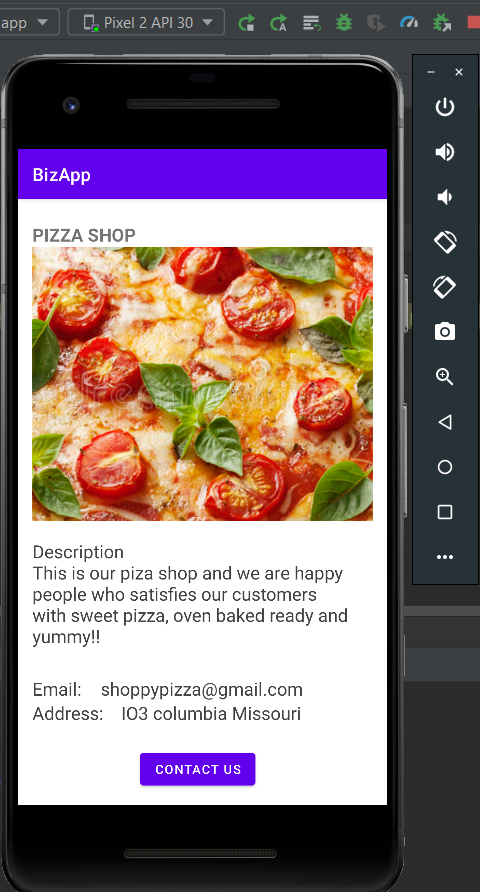 app
Pixel 2 API 30
BizApp
PIZZA SHOP
dreamstime
Description
This is our piza shop and we are happy
people who satisfies our customers
with sweet pizza, oven baked ready and
yummy!!
Email: shoppypizza@gmail.com
Address: IO3 columbia Missouri
CONTACT US